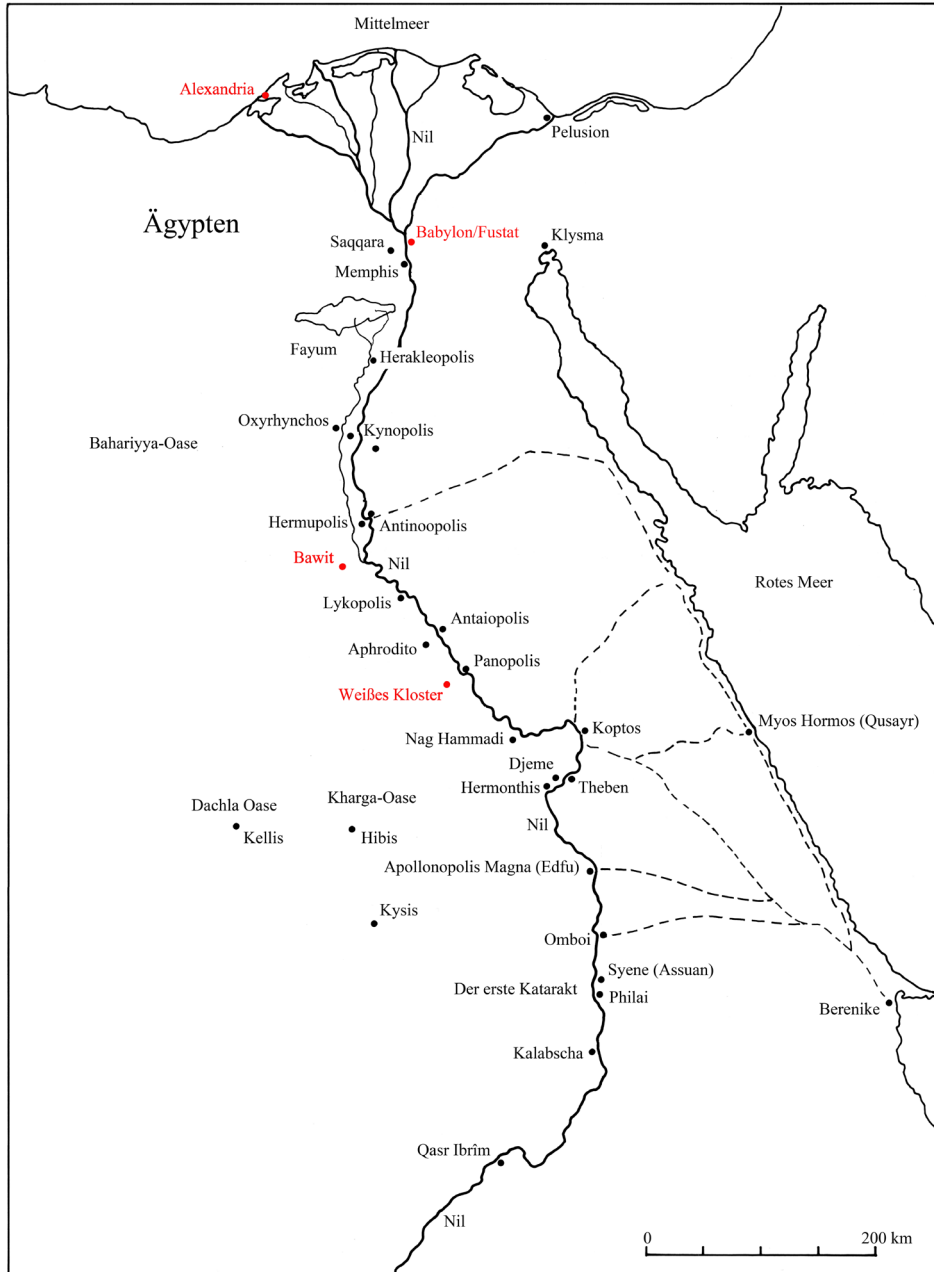 Mittelmeer
Alexandria
Nil
Pelusion
Ägypten
Babylon/Fustat
Saqqara
Klysma
Memphis
Fayum
Herakleopolis
Oxyrhynchos
Kynopolis
Bahariyya-Oase
Hermupolis
Antinoopolis
Bawit
Nil
Rotes Meer
Lykopolis
Antaiopolis
Aphrodito
Panopolis
Weißes Kloster
Myos Hormos (Qusayr)
Koptos
Nag Hammadi
Djeme
Hermonthis
Theben
Kharga-Oase
Dachla Oase
Nil
Kellis
Hibis
Apollonopolis Magna (Edfu)
Kysis
Omboi
Syene (Assuan)
Der erste Katarakt
Philai
Berenike
Kalabscha
Qasr Ibrîm
Nil
0
200 km